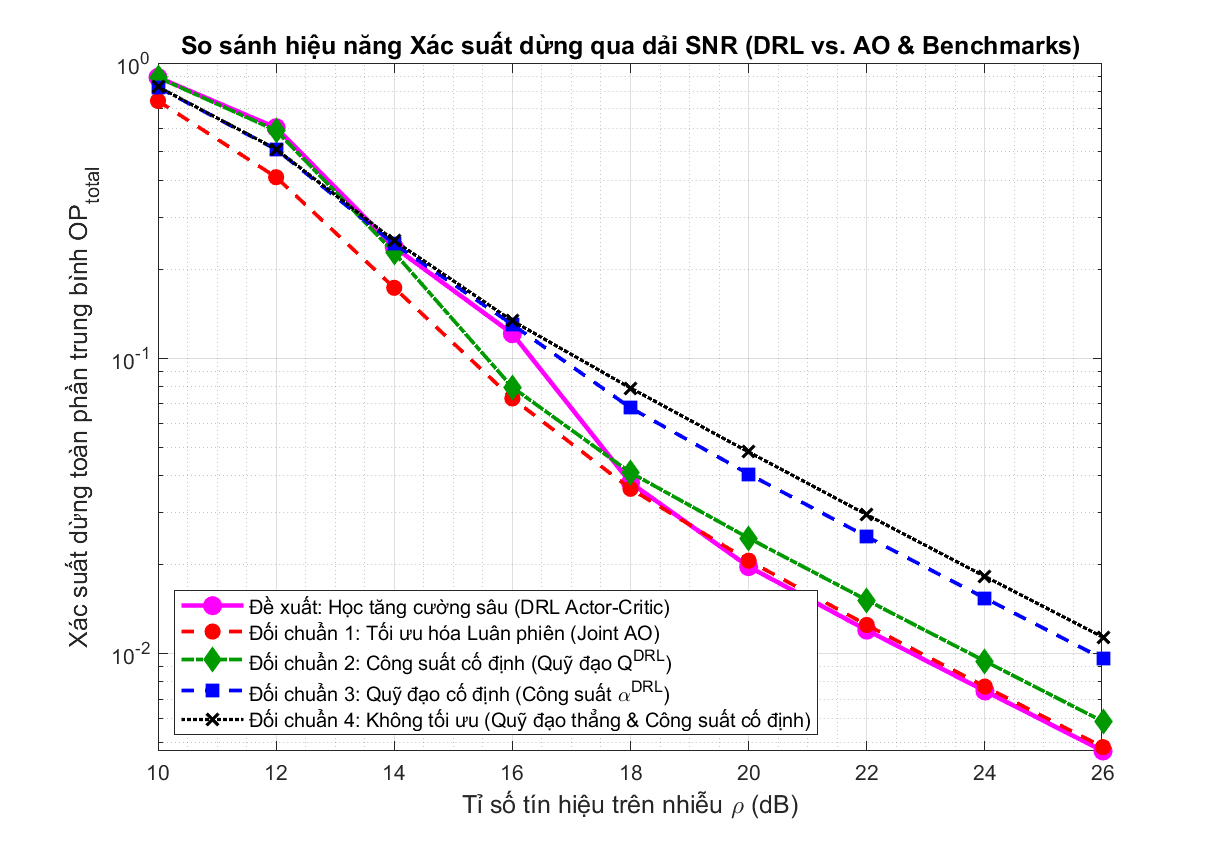 So sánh hiệu năng Xác suất dừng qua dải SNR (DRL vs. AO & Benchmarks)
10^0
10^-1
10^-2
Xác suất dừng toàn phần trung bình OP_total
Đề xuất: Học tăng cường sâu (DRL Actor-Critic)
Đối chuẩn 1: Tối ưu hóa Luân phiên (Joint AO)
Đối chuẩn 2: Công suất cố định (Quỹ đạo Q^DRL)
Đối chuẩn 3: Quỹ đạo cố định (Công suất α^DRL)
Đối chuẩn 4: Không tối ưu (Quỹ đạo thẳng & Công suất cố định)
10 12 14 16 18 20 22 24 26
Tỉ số tín hiệu trên nhiễu ρ (dB)